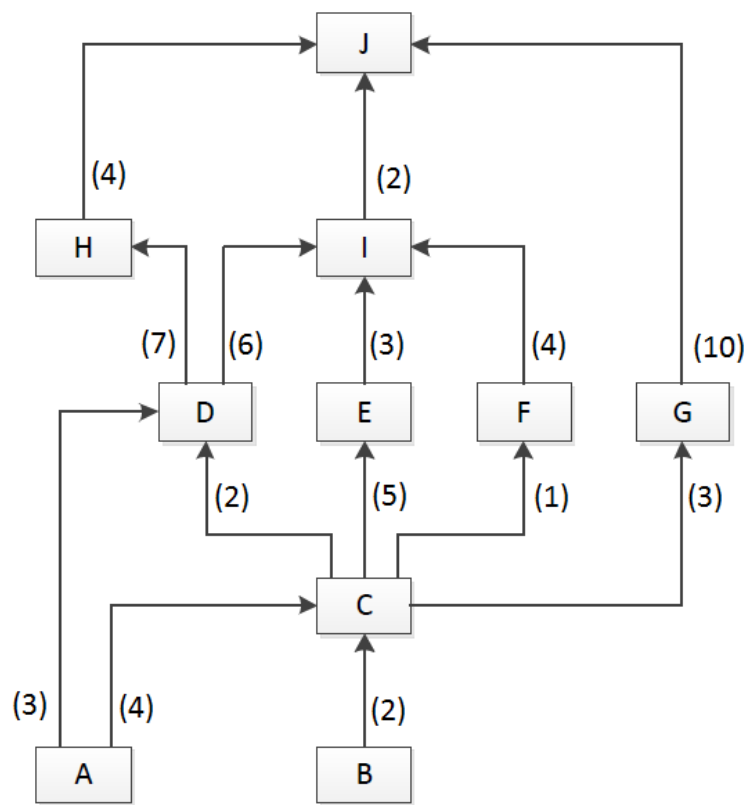 J
(4)
(2)
H
I
(7)
(6)
(3)
(4)
(10)
D
E
F
G
(2)
(5)
(1)
(3)
C
(3)
(4)
(2)
A
B